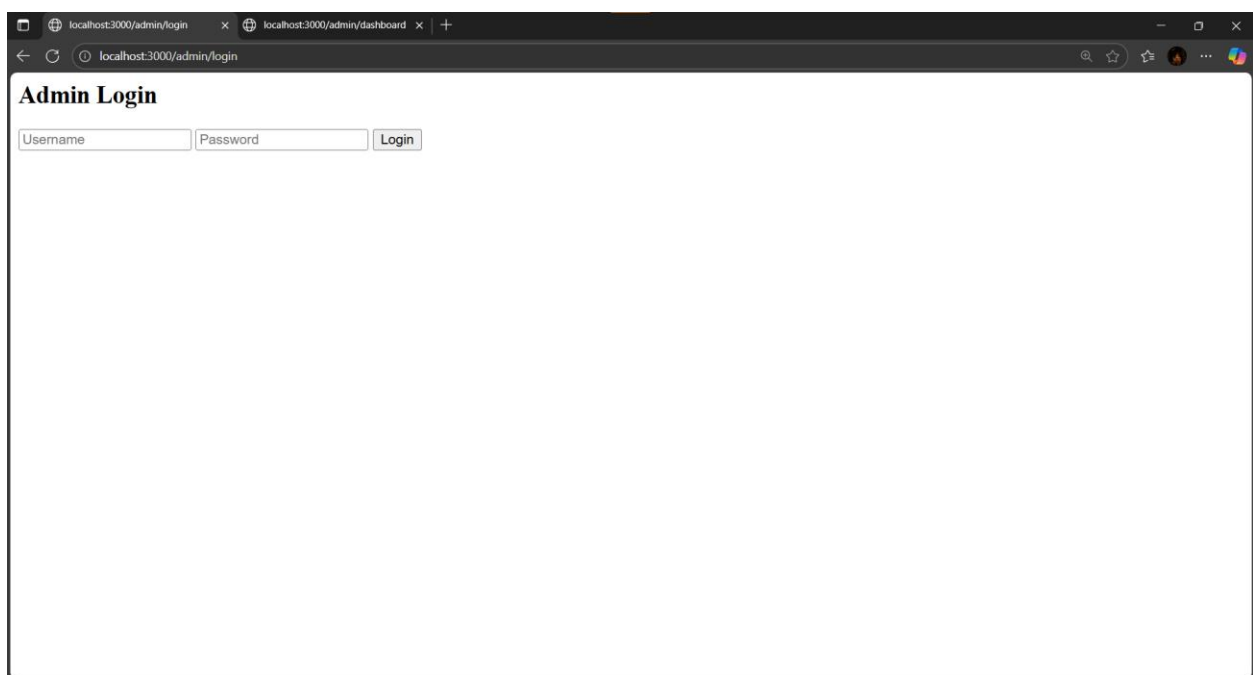 localhost:3000/admin/login localhost:3000/admin/dashboard
localhost:3000/admin/login
Admin Login
Username Password Login